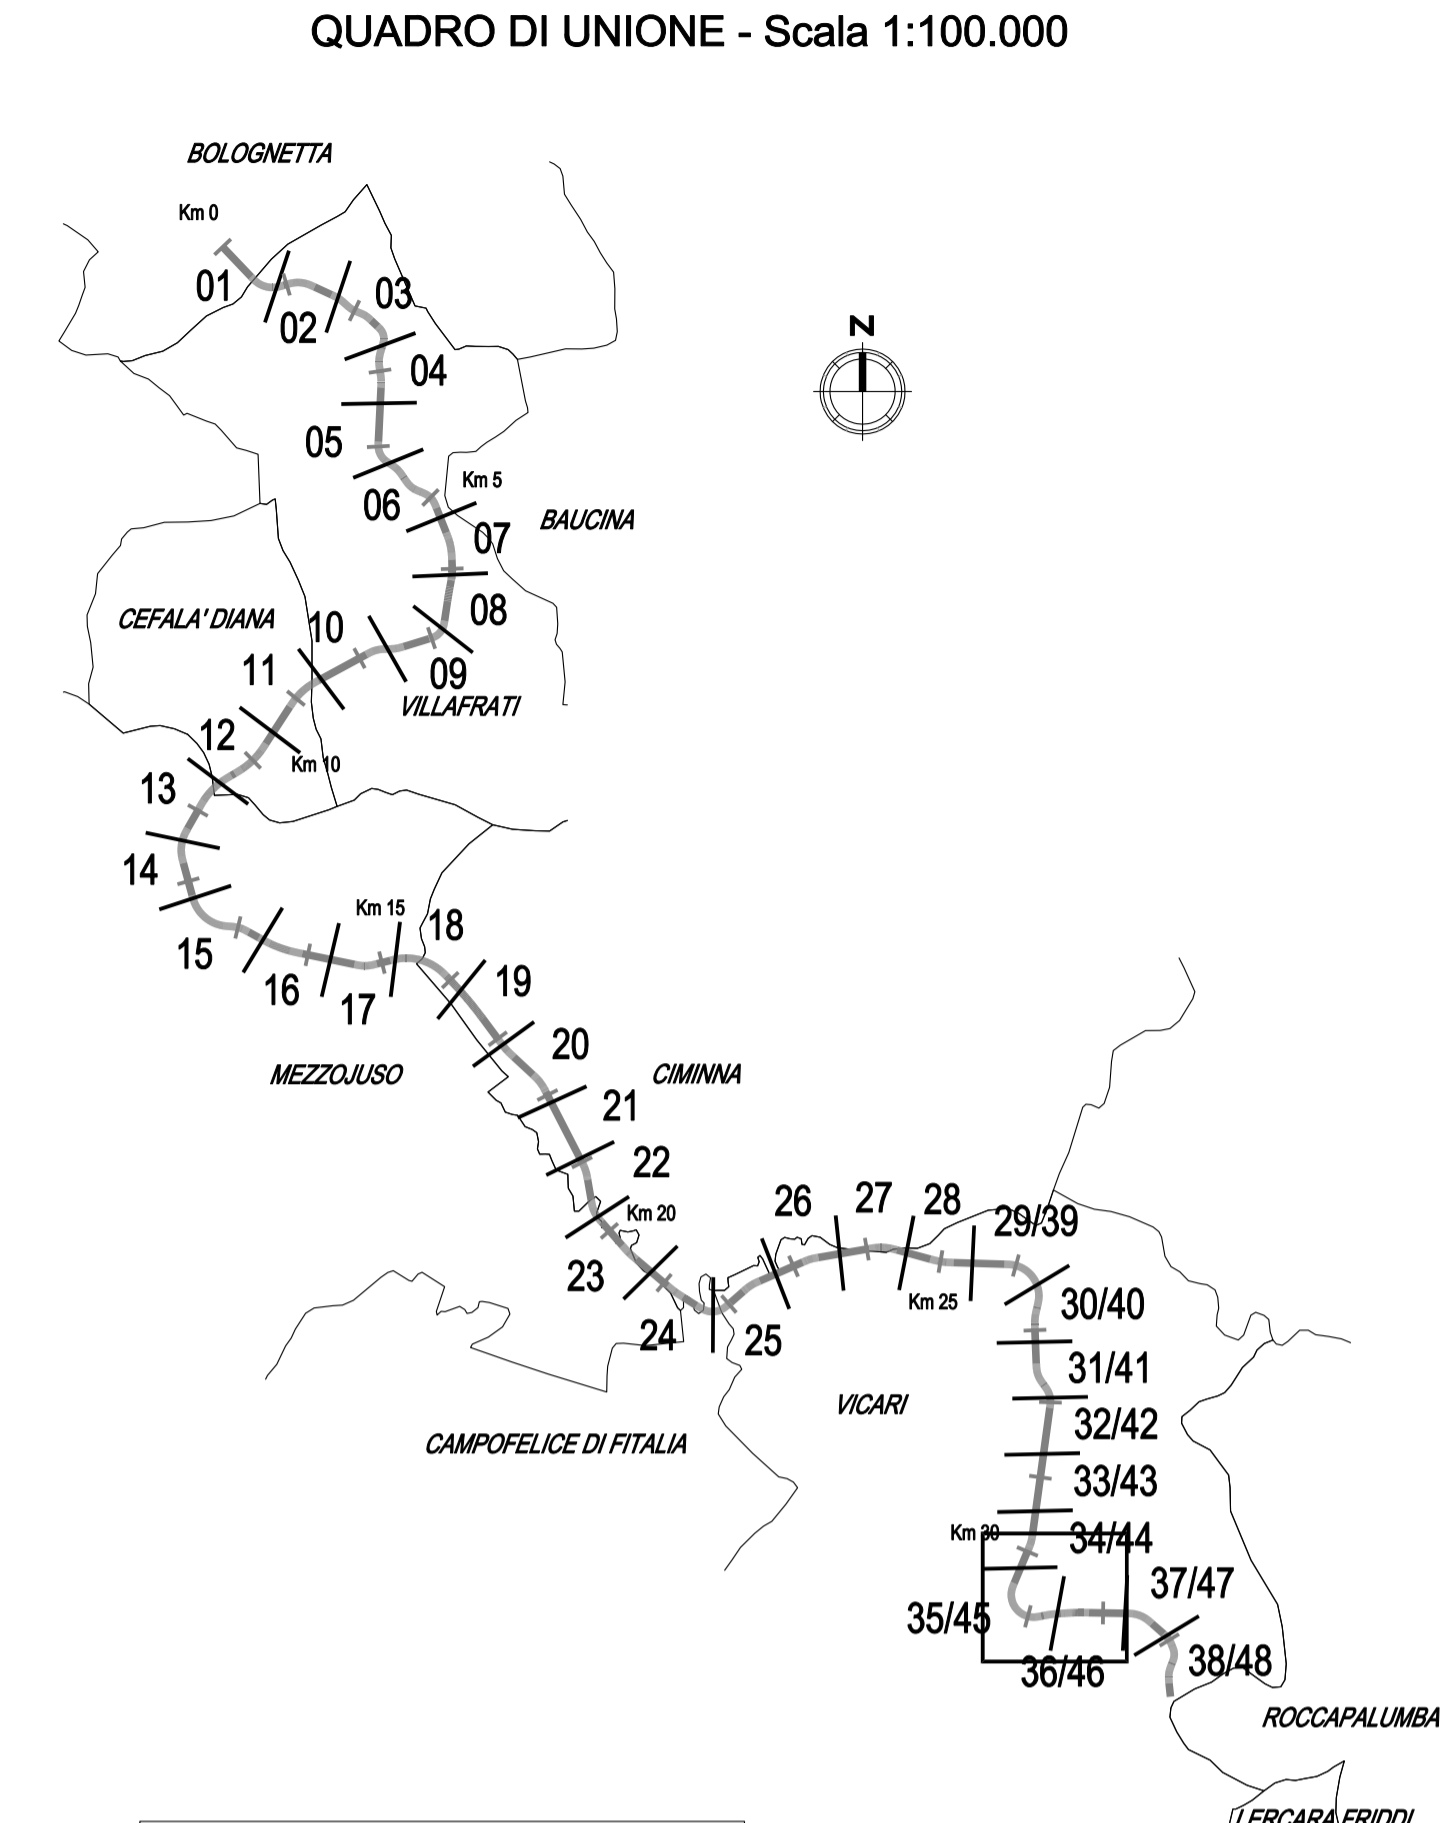 QUADRO DI UNIONE - Scala 1:100.000
BOLOGNETTA
Km 0
01
02
03
N
04
05
Km 5
06
BAUCINA
07
08
CEFALA' DIANA
10
09
11
VILLAFRATI
12
Km 10
13
14
Km 15
18
15
16
17
19
20
MEZZOJUSO
CIMINNA
21
22
26
27
28
Km 20
29/39
23
Km 25
30/40
24
25
31/41
VICARI
32/42
CAMPOFELICE DI FITALIA
33/43
Km 30
34/44
37/47
35/45
36/46
38/48
ROCCAPALUMBA
LERCARA FRIDDI